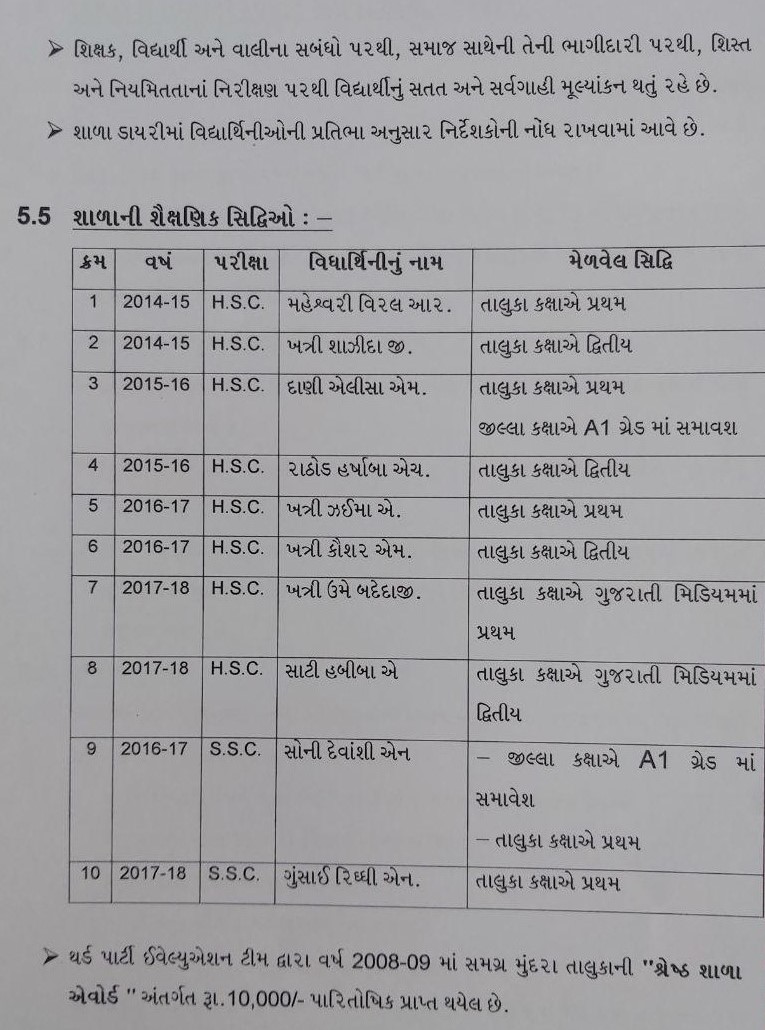 ➤ શિક્ષક, વિદ્યાર્થી અને વાલીના સબંધો પરથી, સમાજ સાથેની તેની ભાગીદારી પરથી, શિસ્ત
અને નિયમિતતાનાં નિરીક્ષણ પરથી વિદ્યાર્થીનું સતત અને સર્વગાહી મૂલ્યાંકન થતું રહે છે.
➤ શાળા ડાયરીમાં વિદ્યાર્થિનીઓની પ્રતિભા અનુસાર નિર્દેશકોની નોંધ રાખવામાં આવે છે.
5.5 શાળાની શૈક્ષણિક સિદ્ધિઓ : –
ક્રમ વર્ષ પરીક્ષા વિદ્યાર્થિનીનું નામ મેળવેલ સિદ્ધિ
1 2014-15 H.S.C. મહેશ્વરી વિરલ આર. તાલુકા કક્ષાએ પ્રથમ
2 2014-15 H.S.C. ખત્રી શાઝીદા જી. તાલુકા કક્ષાએ દ્વિતીય
3 2015-16 H.S.C. દાણી એલીસા એમ. તાલુકા કક્ષાએ પ્રથમ
જીલ્લા કક્ષાએ A1 ગ્રેડ માં સમાવશ
4 2015-16 H.S.C. રાઠોડ હર્ષાબા એચ. તાલુકા કક્ષાએ દ્વિતીય
5 2016-17 H.S.C. ખત્રી ઝઈમા એ. તાલુકા કક્ષાએ પ્રથમ
6 2016-17 H.S.C. ખત્રી કૌશર એમ. તાલુકા કક્ષાએ દ્વિતીય
7 2017-18 H.S.C. ખત્રી ઉમે બદેદાજી. તાલુકા કક્ષાએ ગુજરાતી મિડિયમમાં
પ્રથમ
8 2017-18 H.S.C. સાટી હબીબા એ તાલુકા કક્ષાએ ગુજરાતી મિડિયમમાં
દ્વિતીય
9 2016-17 S.S.C. સોની દેવાંશી એન – જીલ્લા કક્ષાએ A1 ગ્રેડ માં
સમાવેશ
– તાલુકા કક્ષાએ પ્રથમ
10 2017-18 S.S.C. ગુંસાઈ રિધ્ધી એન. તાલુકા કક્ષાએ પ્રથમ
➤ થર્ડ પાર્ટી ઈવેલ્યુએશન ટીમ દ્વારા વર્ષ 2008-09 માં સમગ્ર મુંદરા તાલુકાની "શ્રેષ્ઠ શાળા
એવોર્ડ " અંતર્ગત રૂા.10,000/- પારિતોષિક પ્રાપ્ત થયેલ છે.